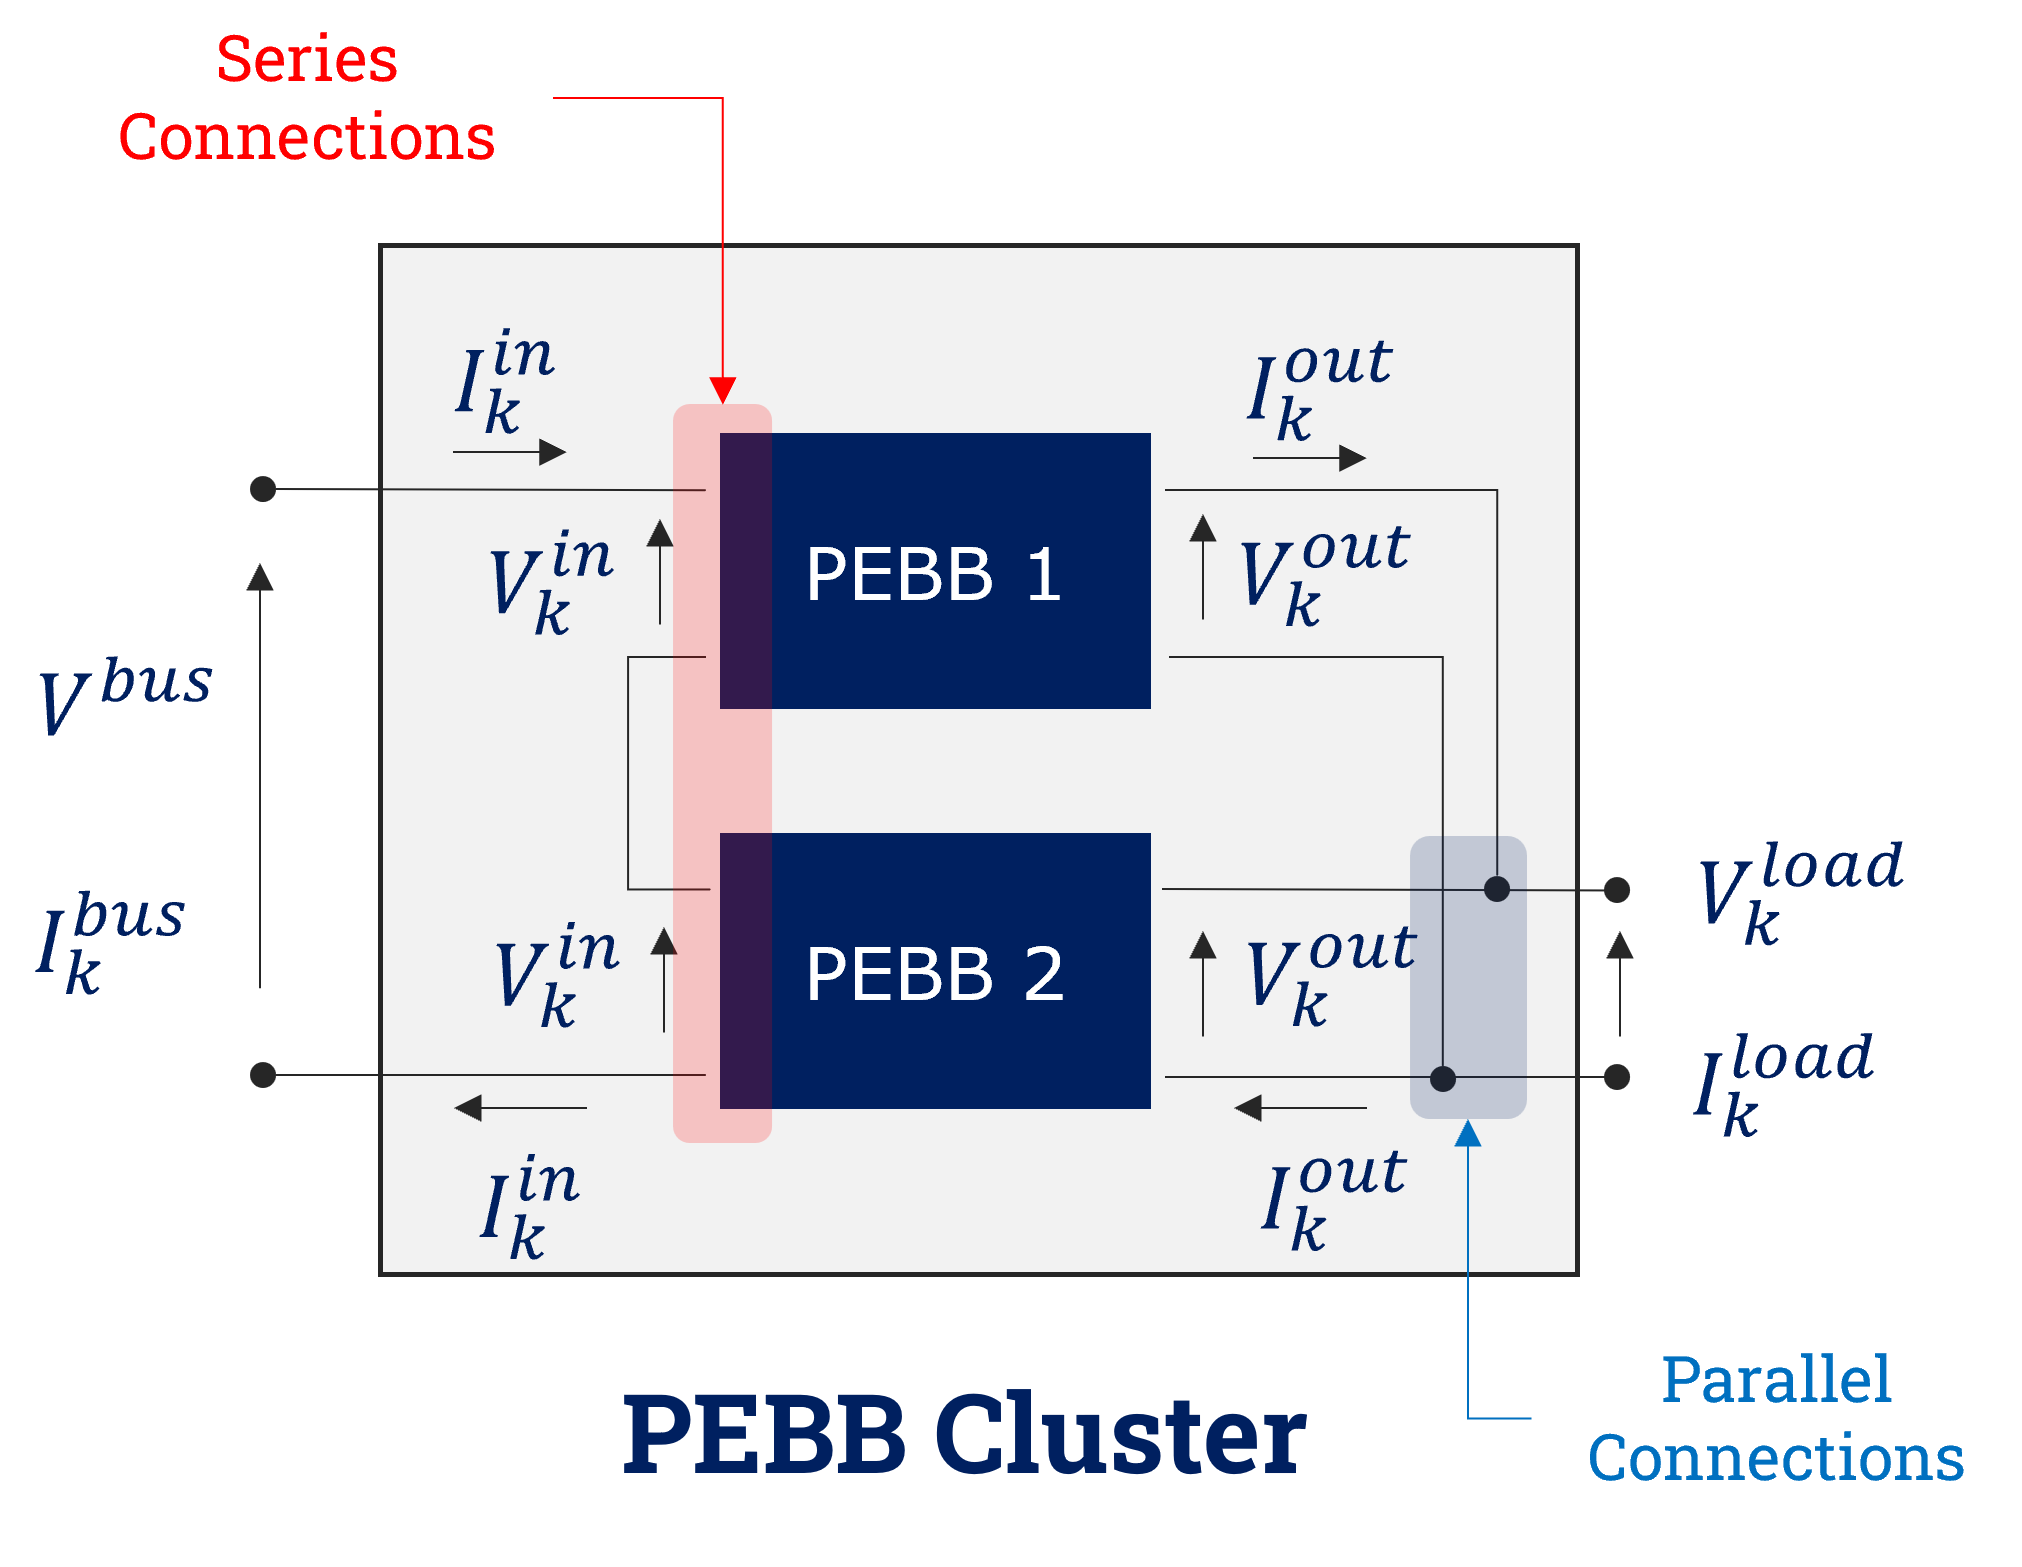 Series
Connections
I_k^{in}
I_k^{out}
V_k^{in}
PEBB 1
V_k^{out}
V^{bus}
I_k^{bus}
V_k^{in}
PEBB 2
V_k^{out}
V_k^{load}
I_k^{load}
I_k^{in}
I_k^{out}
PEBB Cluster
Parallel
Connections